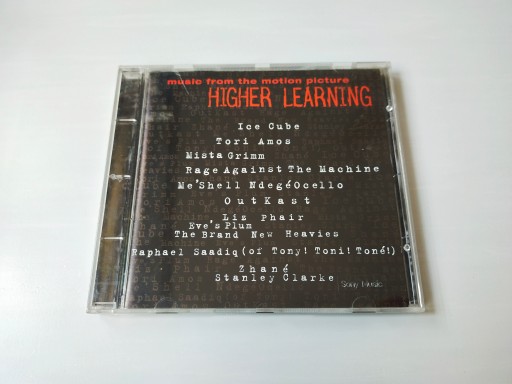 music from the motion picture
HIGHER LEARNING
Ice Cube
Tori Amos
Mista Grimm
Rage Against The Machine
Me'Shell NdegéOcello
OutKast
Liz Phair
Eve's Plum
The Brand New Heavies
Raphael Saadiq (of Tony! Toni! Toné!)
Zhané
Stanley Clarke
Sony Music